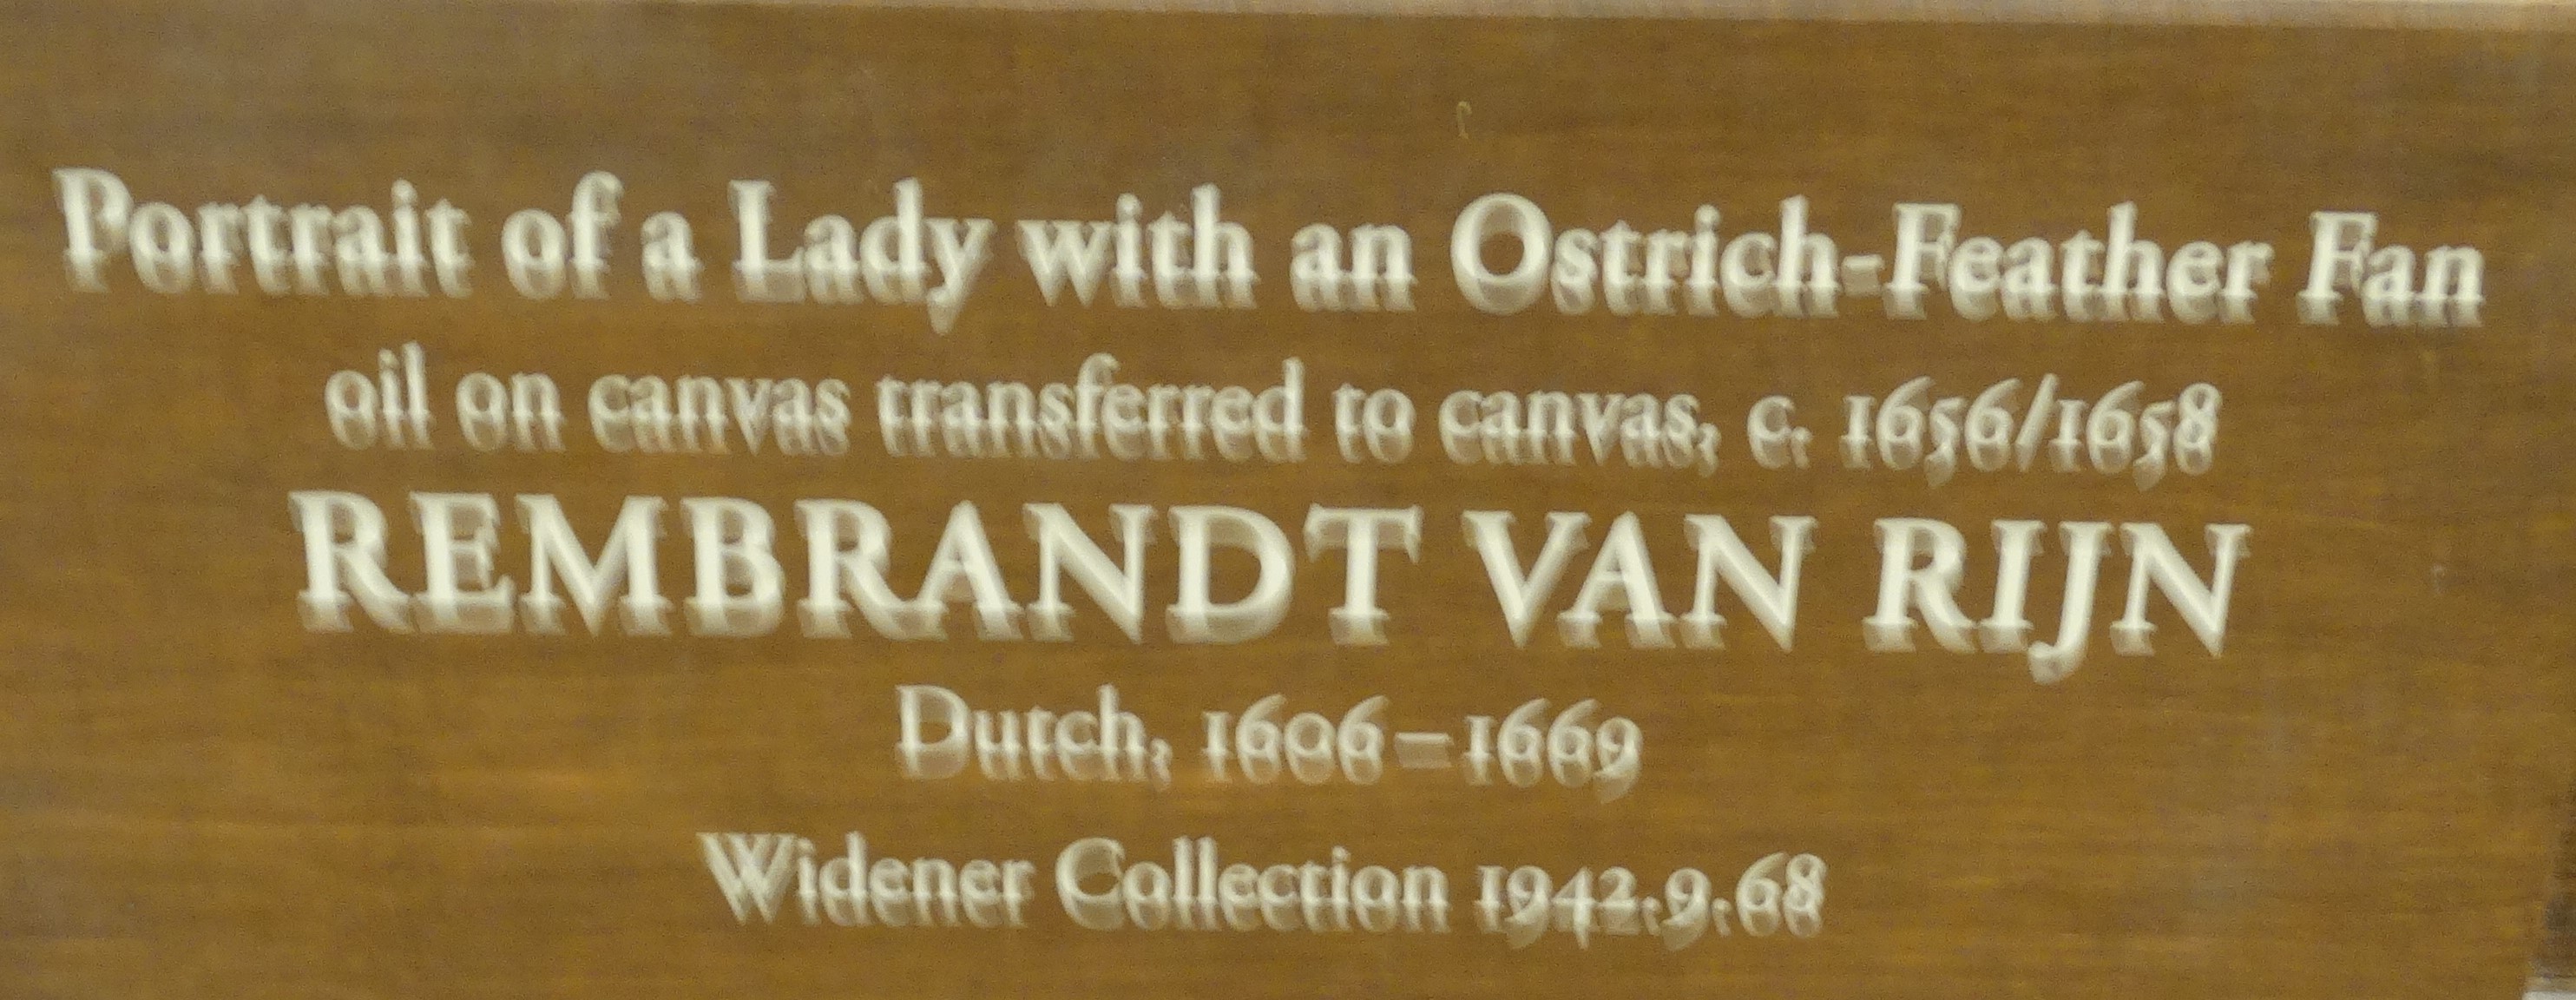 Portrait of a Lady with an Ostrich-Feather Fan
oil on canvas transferred to canvas, c. 1656/1658
REMBRANDT VAN RIJN
Dutch, 1606–1669
Widener Collection 1942.9.68